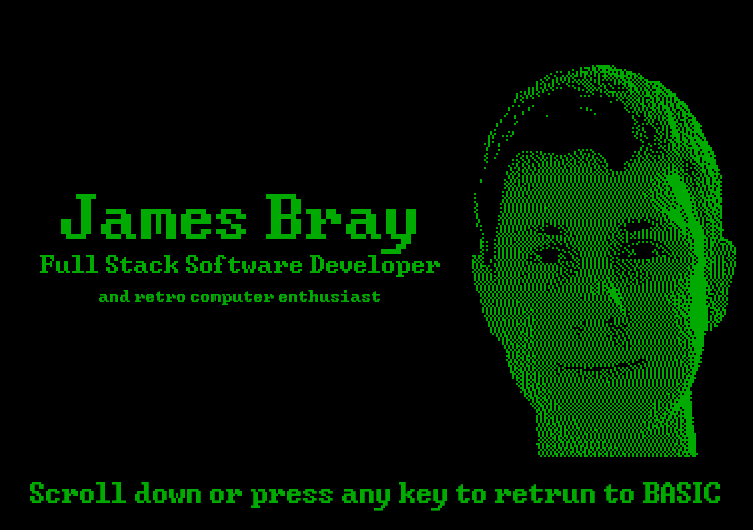 James Bray
Full Stack Software Developer
and retro computer enthusiast
Scroll down or press any key to retrun to BASIC